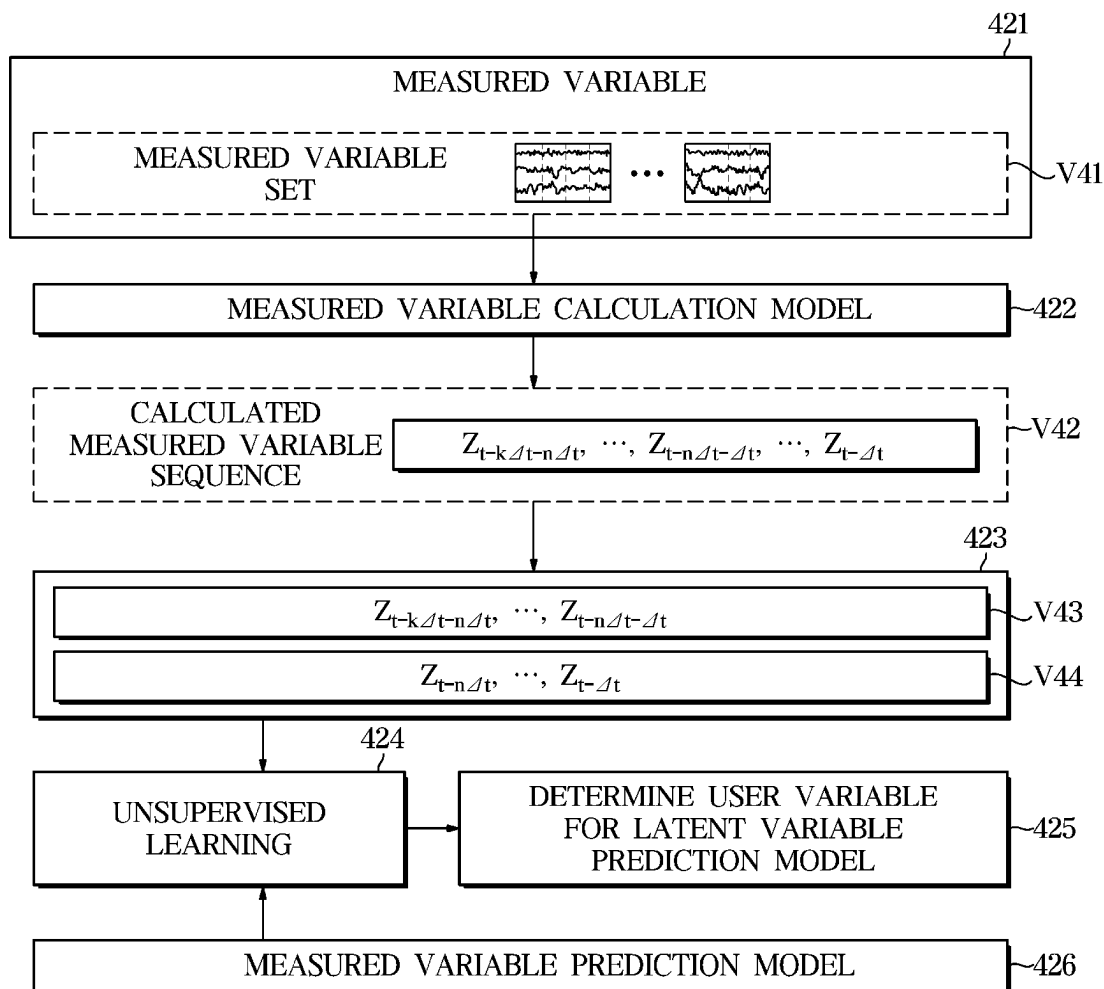 421
MEASURED VARIABLE
MEASURED VARIABLE
SET
...
V41
MEASURED VARIABLE CALCULATION MODEL
422
CALCULATED
MEASURED VARIABLE
SEQUENCE
Z_{t-kΔt-nΔt}, ⋯, Z_{t-nΔt-Δt}, ⋯, Z_{t-Δt}
V42
423
Z_{t-kΔt-nΔt}, ⋯, Z_{t-nΔt-Δt}
V43
Z_{t-nΔt}, ⋯, Z_{t-Δt}
V44
424
UNSUPERVISED
LEARNING
DETERMINE USER VARIABLE
FOR LATENT VARIABLE
PREDICTION MODEL
425
MEASURED VARIABLE PREDICTION MODEL
426